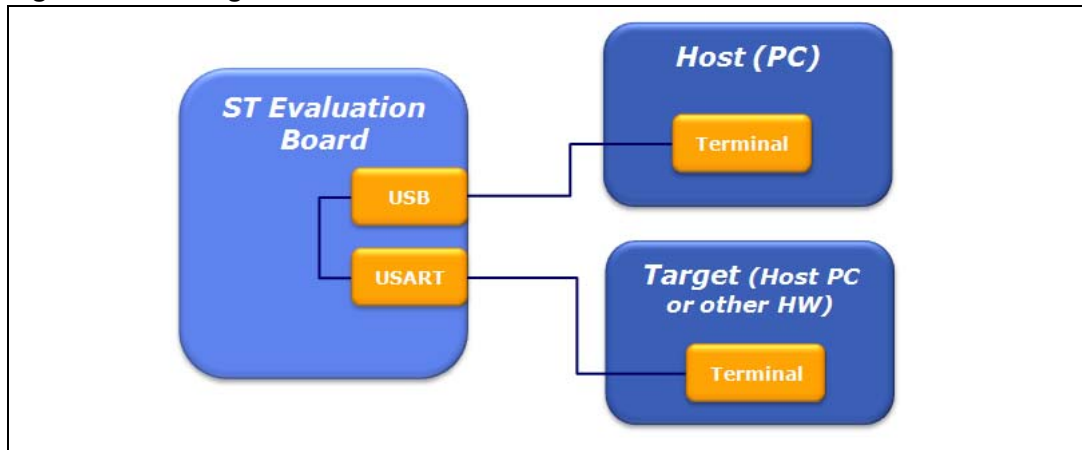 ST Evaluation
Board
USB
USART
Host (PC)
Terminal
Target (Host PC
or other HW)
Terminal